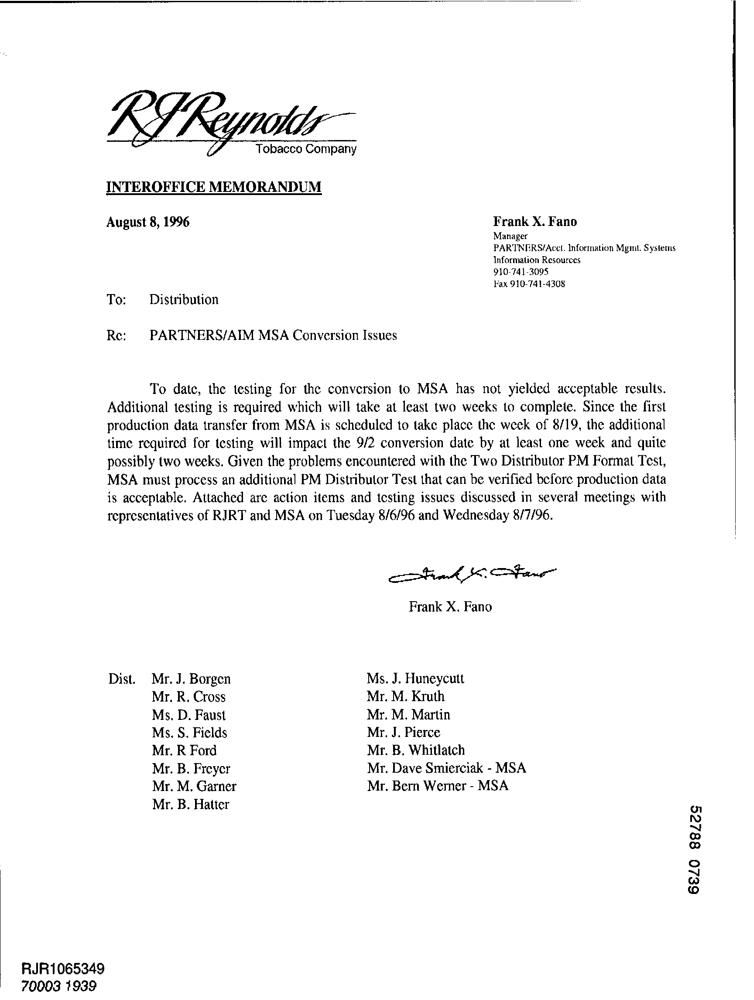 RJReynolds
Tobacco Company
INTEROFFICE MEMORANDUM
August 8, 1996
Frank X. Fano
Manager
PARTNERS/Acct. Information Mgmt. Systems
Information Resources
910-741-3095
Fax 910-741-4308
To: Distribution
Re: PARTNERS/AIM MSA Conversion Issues
To date, the testing for the conversion to MSA has not yielded acceptable results.
Additional testing is required which will take at least two weeks to complete. Since the first
production data transfer from MSA is scheduled to take place the week of 8/19, the additional
time required for testing will impact the 9/2 conversion date by at least one week and quite
possibly two weeks. Given the problems encountered with the Two Distributor PM Format Test,
MSA must process an additional PM Distributor Test that can be verified before production data
is acceptable. Attached are action items and testing issues discussed in several meetings with
representatives of RJRT and MSA on Tuesday 8/6/96 and Wednesday 8/7/96.
Frank X. Fano
Frank X. Fano
Dist. Mr. J. Borgen
Mr. R. Cross
Ms. D. Faust
Ms. S. Fields
Mr. R Ford
Mr. B. Freyer
Mr. M. Garner
Mr. B. Hatter
Ms. J. Huneycutt
Mr. M. Kruth
Mr. M. Martin
Mr. J. Pierce
Mr. B. Whitlatch
Mr. Dave Smierciak - MSA
Mr. Bern Werner - MSA
52788 0739
RJR1065349
70003 1939